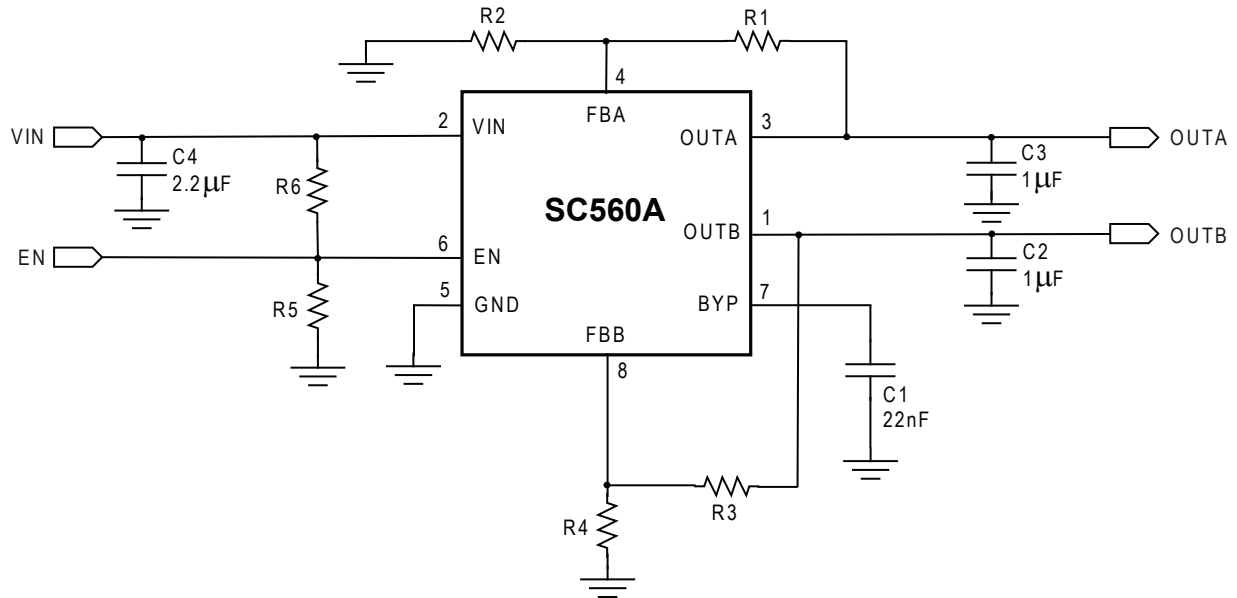 R2
R1
4
FBA
VIN
2
VIN
OUTA
3
OUTA
C4
2.2μF
C3
1μF
R6
SC560A
OUTB
1
OUTB
EN
6
EN
C2
1μF
R5
5
GND
BYP
7
FBB
8
C1
22nF
R3
R4